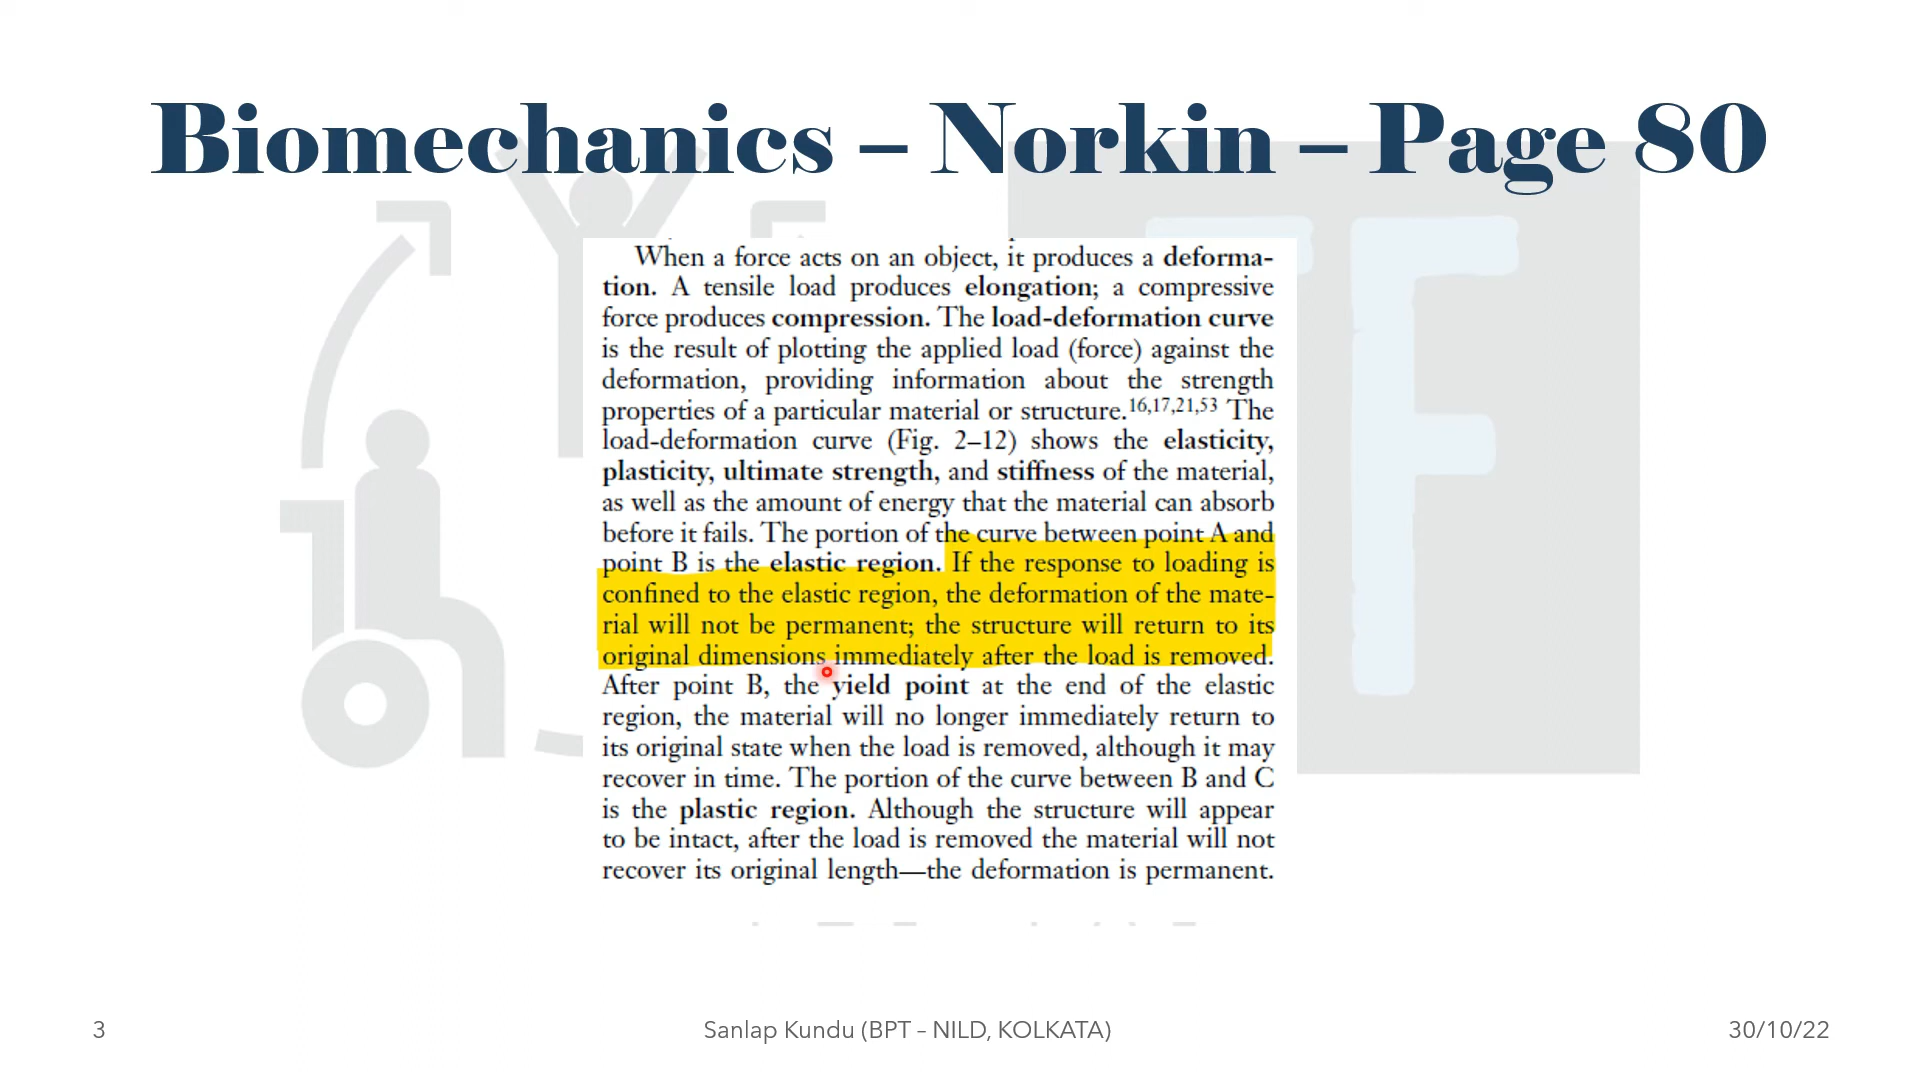 Biomechanics – Norkin – Page 80
When a force acts on an object, it produces a deforma-
tion. A tensile load produces elongation; a compressive
force produces compression. The load-deformation curve
is the result of plotting the applied load (force) against the
deformation, providing information about the strength
properties of a particular material or structure.16,17,21,53 The
load-deformation curve (Fig. 2–12) shows the elasticity,
plasticity, ultimate strength, and stiffness of the material,
as well as the amount of energy that the material can absorb
before it fails. The portion of the curve between point A and
point B is the elastic region. If the response to loading is
confined to the elastic region, the deformation of the mate-
rial will not be permanent; the structure will return to its
original dimensions immediately after the load is removed.
After point B, the yield point at the end of the elastic
region, the material will no longer immediately return to
its original state when the load is removed, although it may
recover in time. The portion of the curve between B and C
is the plastic region. Although the structure will appear
to be intact, after the load is removed the material will not
recover its original length—the deformation is permanent.
3
Sanlap Kundu (BPT – NILD, KOLKATA)
30/10/22